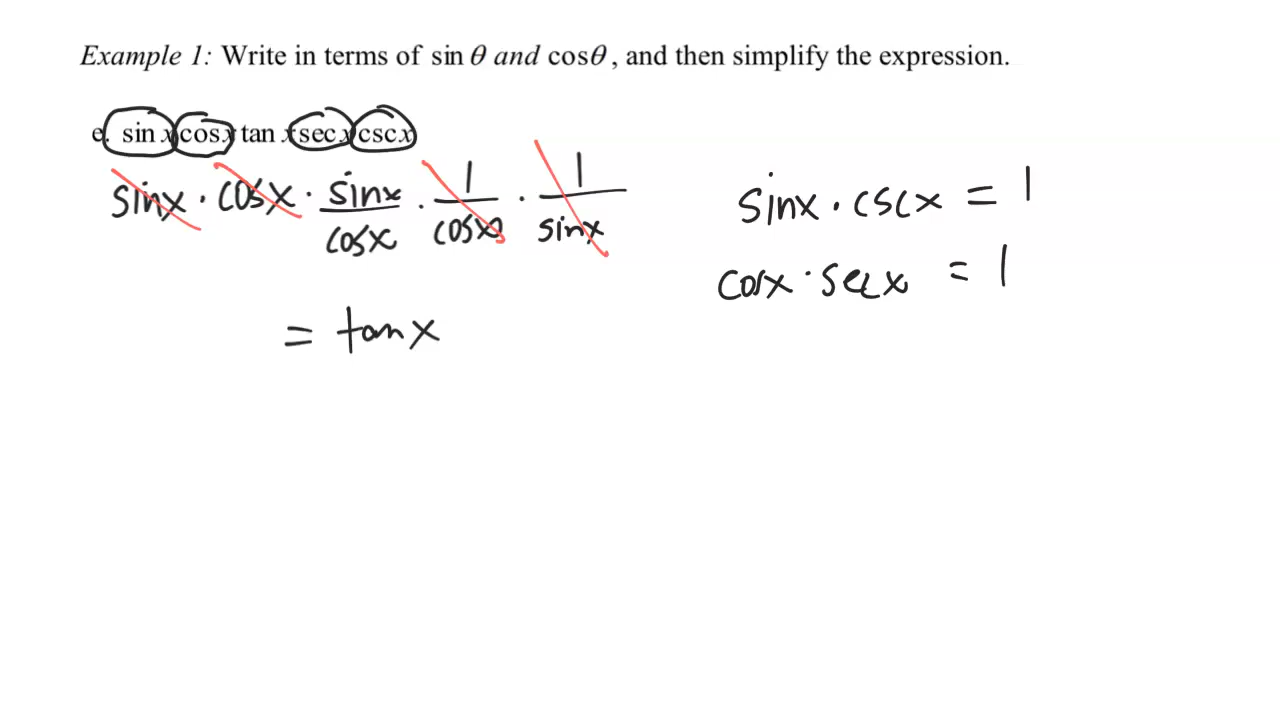 Example 1: Write in terms of sin θ and cosθ, and then simplify the expression.
e. sin x cos x tan x sec x csc x
sinx · cosx · sinx/cosx · 1/cosx · 1/sinx
= tanx
sinx · cscx = 1
cosx · secx = 1